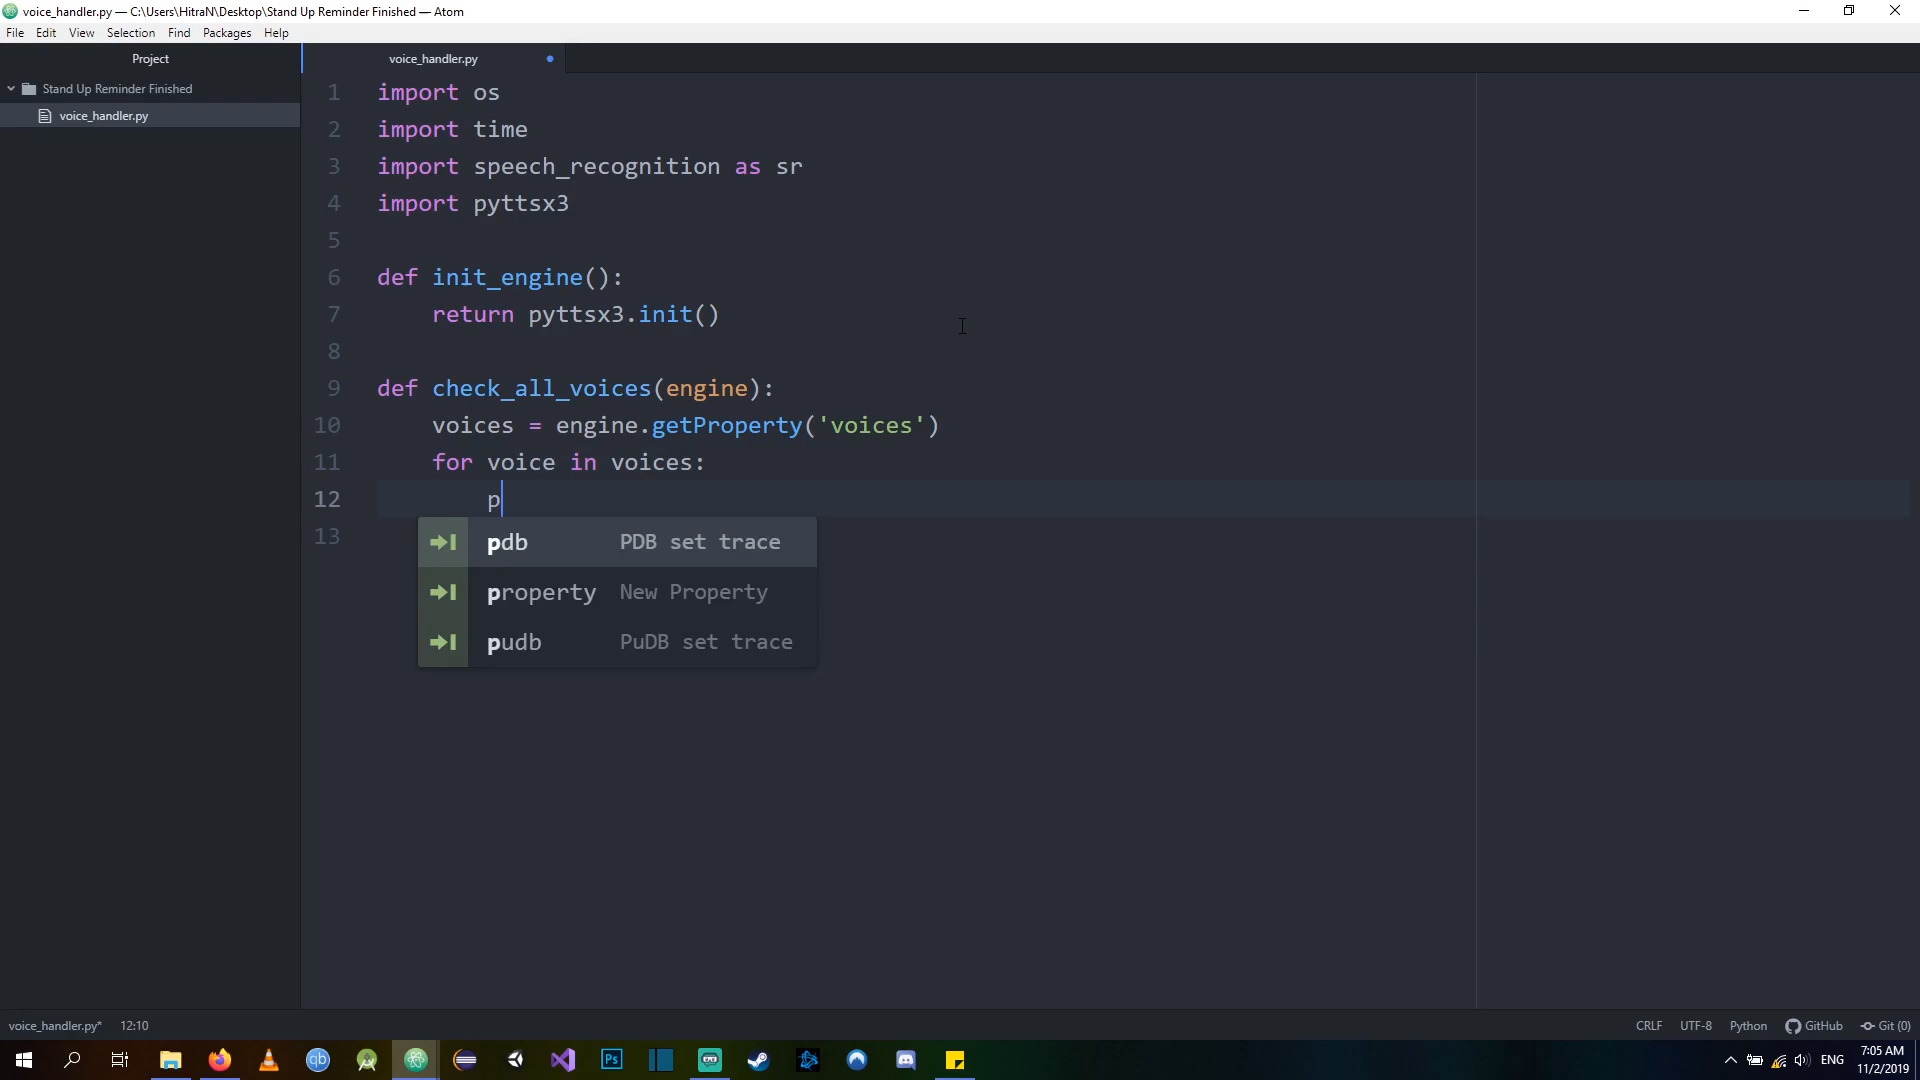 voice_handler.py — C:\Users\HitraN\Desktop\Stand Up Reminder Finished — Atom
File Edit View Selection Find Packages Help
Project
voice_handler.py
Stand Up Reminder Finished
voice_handler.py
1 import os
2 import time
3 import speech_recognition as sr
4 import pyttsx3
5
6 def init_engine():
7     return pyttsx3.init()
8
9 def check_all_voices(engine):
10     voices = engine.getProperty('voices')
11     for voice in voices:
12         p
13
pdb PDB set trace
property New Property
pudb PuDB set trace
voice_handler.py* 12:10 CRLF UTF-8 Python GitHub Git (0)
qb Ps ENG 7:05 AM
11/2/2019